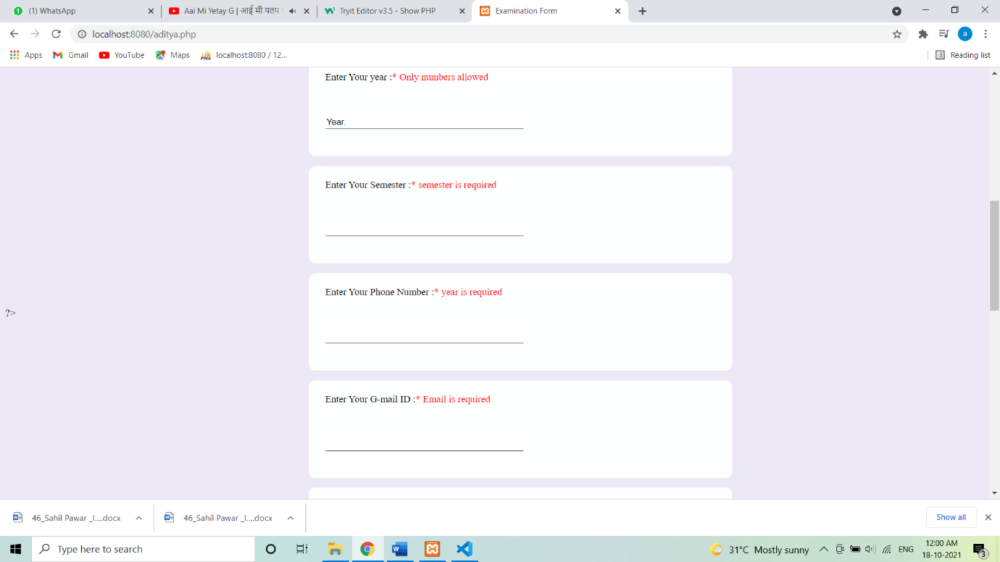 (1) WhatsApp
Aai Mi Yetay G | आई मी यतय
Tryit Editor v3.5 - Show PHP
Examination Form
localhost:8080/aditya.php
a
Apps
Gmail
YouTube
Maps
localhost:8080 / 12...
Reading list
Enter Your year :* Only numbers allowed
Year.
Enter Your Semester :* semester is required
Enter Your Phone Number :* year is required
?>
Enter Your G-mail ID :* Email is required
46_Sahil Pawar _I....docx
46_Sahil Pawar _I....docx
Show all
Type here to search
31°C Mostly sunny
ENG
12:00 AM
18-10-2021
3